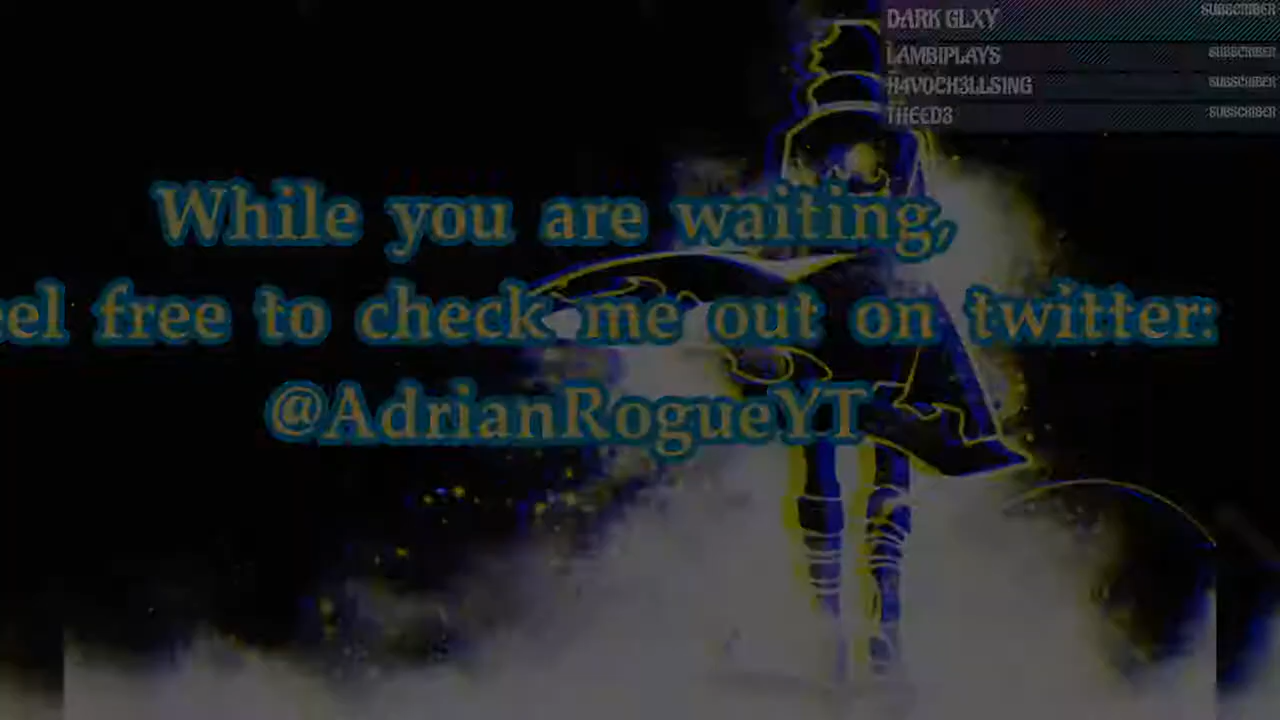 DARK GLXY SUBSCRIBER
LAMBIPLAYS SUBSCRIBER
H4VOCH3LLSING SUBSCRIBER
THEED3 SUBSCRIBER
While you are waiting,
eel free to check me out on twitter:
@AdrianRogueYT